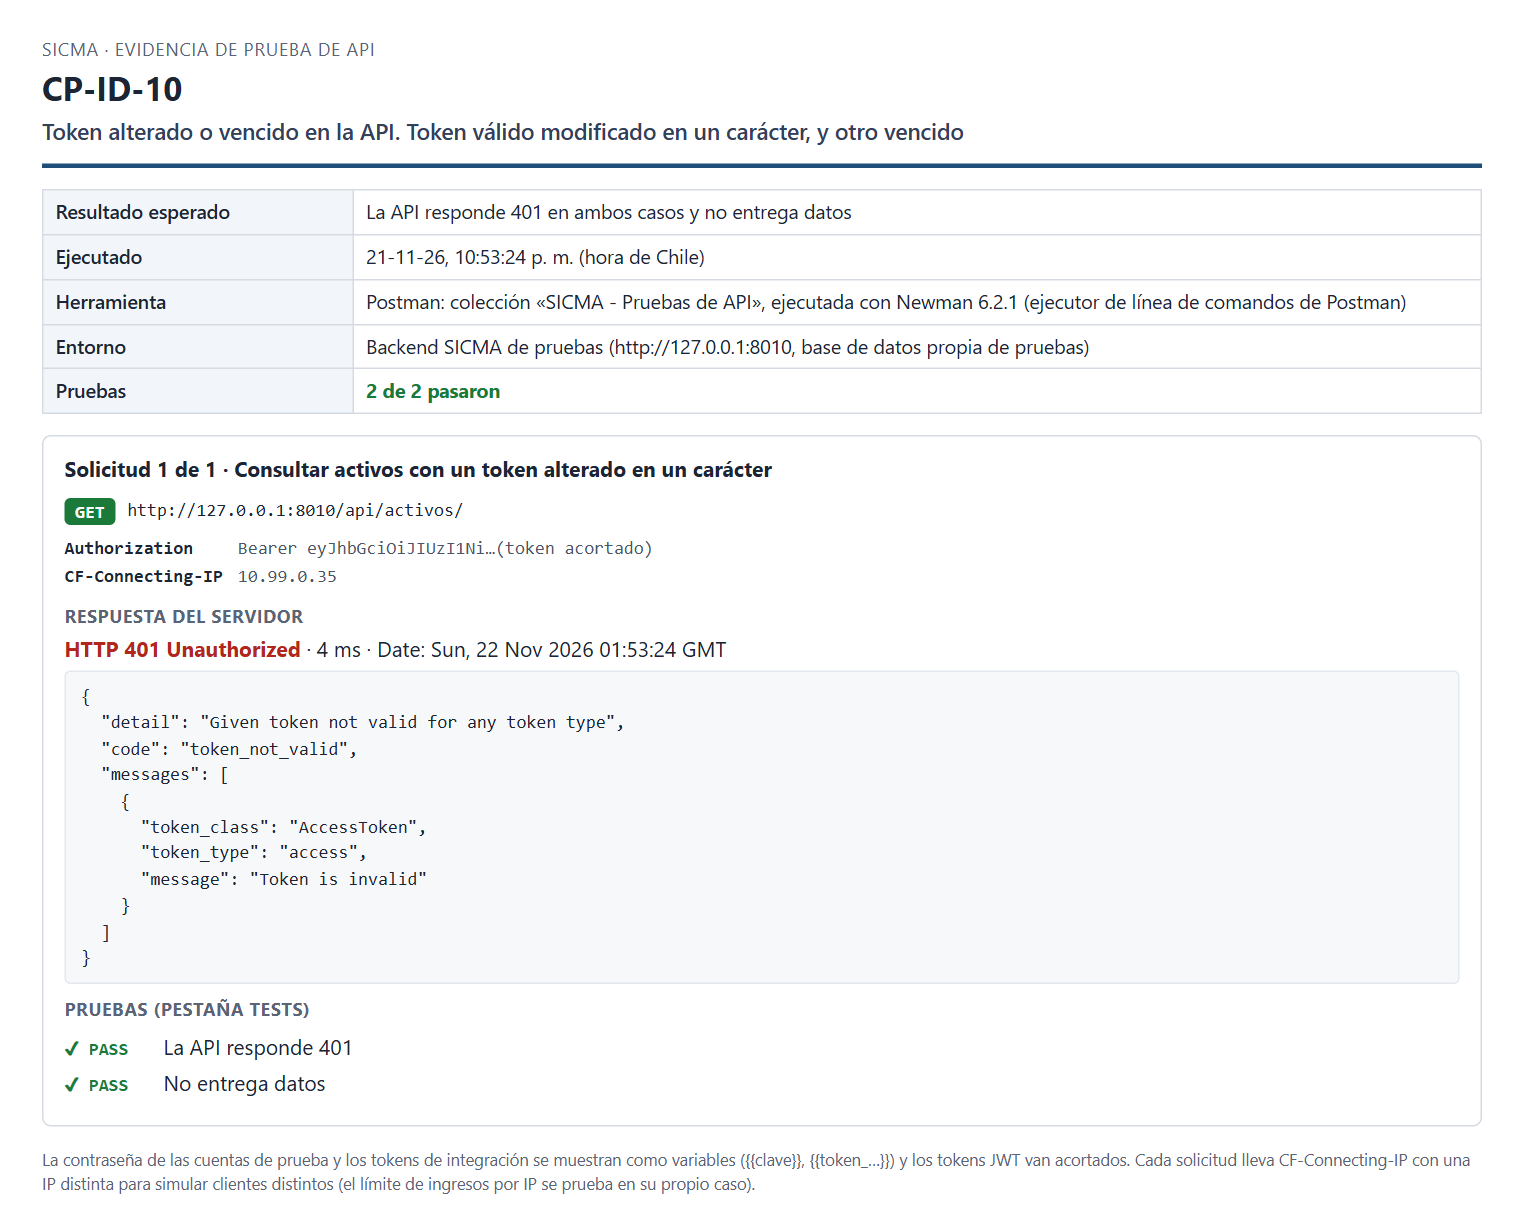 SICMA · EVIDENCIA DE PRUEBA DE API
CP-ID-10
Token alterado o vencido en la API. Token válido modificado en un carácter, y otro vencido
Resultado esperado La API responde 401 en ambos casos y no entrega datos
Ejecutado 21-11-26, 10:53:24 p. m. (hora de Chile)
Herramienta Postman: colección «SICMA - Pruebas de API», ejecutada con Newman 6.2.1 (ejecutor de línea de comandos de Postman)
Entorno Backend SICMA de pruebas (http://127.0.0.1:8010, base de datos propia de pruebas)
Pruebas 2 de 2 pasaron
Solicitud 1 de 1 · Consultar activos con un token alterado en un carácter
GET http://127.0.0.1:8010/api/activos/
Authorization Bearer eyJhbGciOiJIUzI1Ni…(token acortado)
CF-Connecting-IP 10.99.0.35
RESPUESTA DEL SERVIDOR
HTTP 401 Unauthorized · 4 ms · Date: Sun, 22 Nov 2026 01:53:24 GMT
{
  "detail": "Given token not valid for any token type",
  "code": "token_not_valid",
  "messages": [
    {
      "token_class": "AccessToken",
      "token_type": "access",
      "message": "Token is invalid"
    }
  ]
}
PRUEBAS (PESTAÑA TESTS)
✔ PASS La API responde 401
✔ PASS No entrega datos
La contraseña de las cuentas de prueba y los tokens de integración se muestran como variables ({{clave}}, {{token_...}}) y los tokens JWT van acortados. Cada solicitud lleva CF-Connecting-IP con una
IP distinta para simular clientes distintos (el límite de ingresos por IP se prueba en su propio caso).